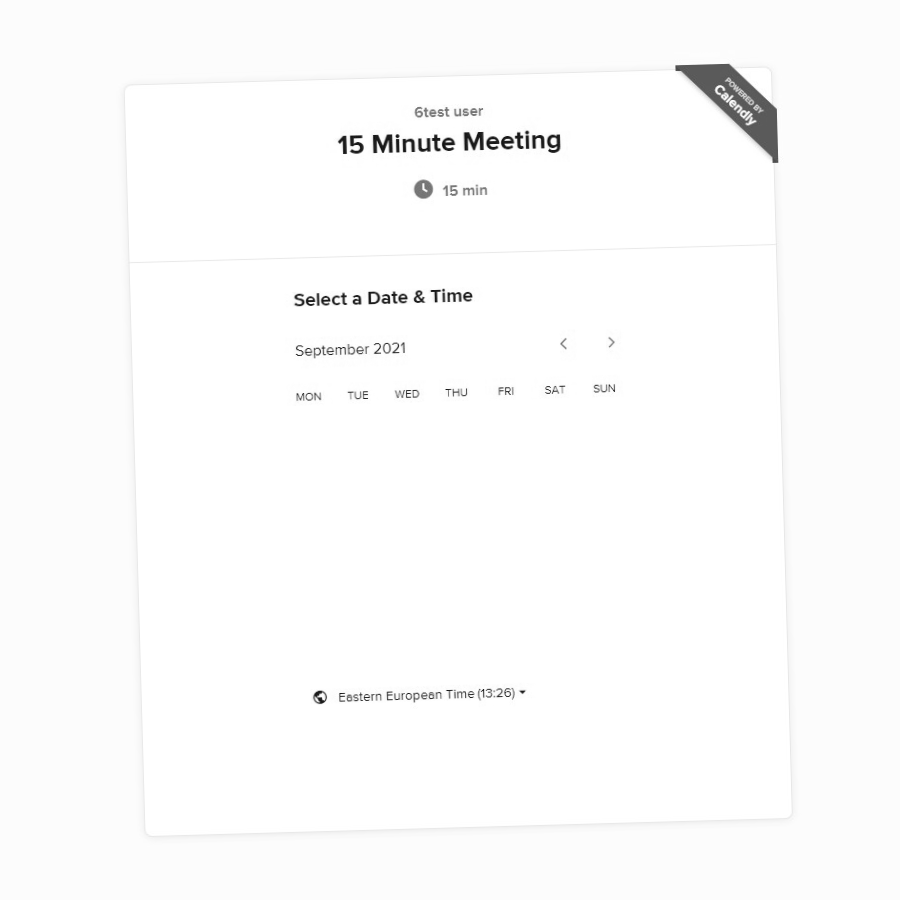 POWERED BY
Calendly
6test user
15 Minute Meeting
15 min
Select a Date & Time
September 2021
MON TUE WED THU FRI SAT SUN
Eastern European Time (13:26)